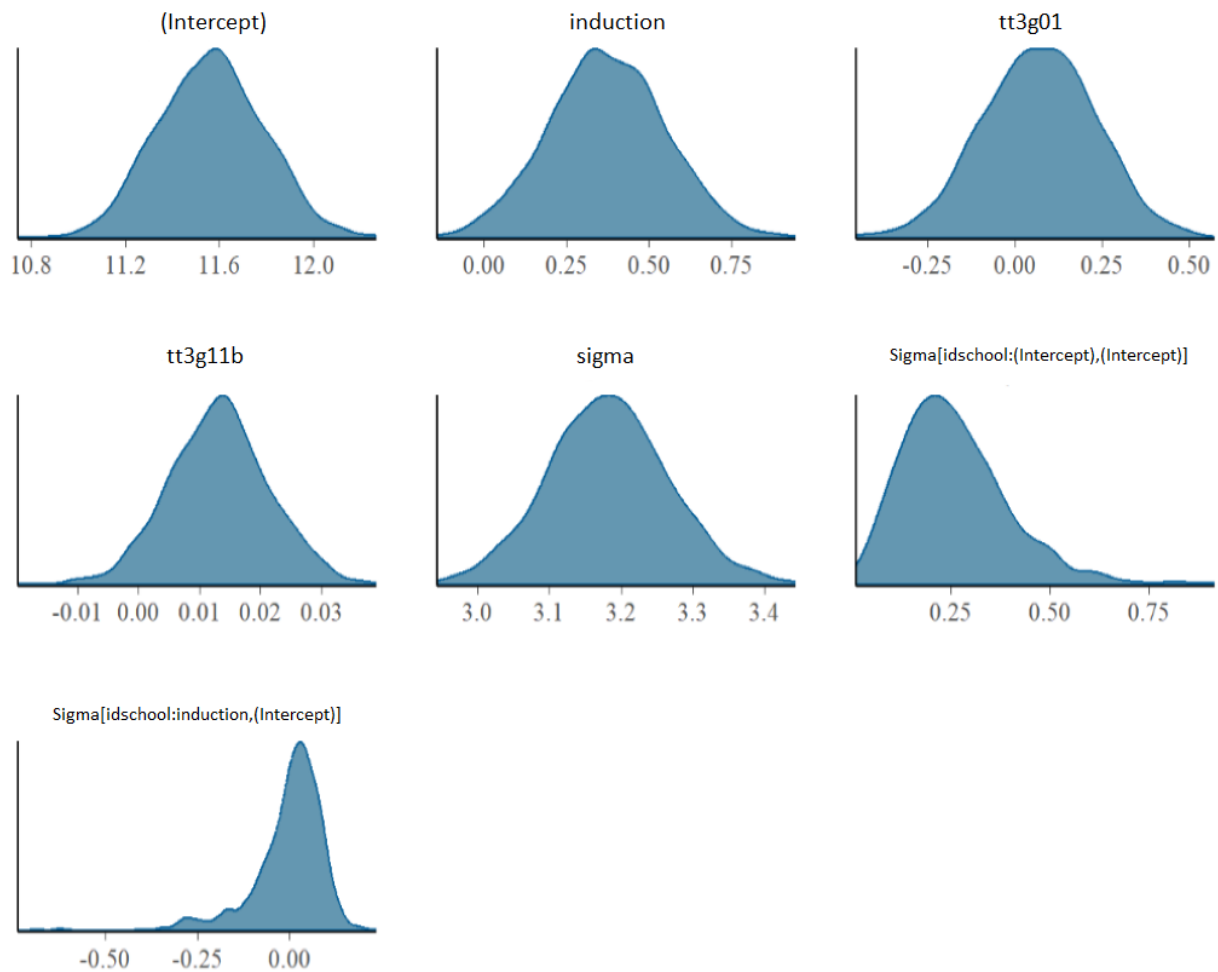 (Intercept) induction tt3g01
10.8 11.2 11.6 12.0 0.00 0.25 0.50 0.75 -0.25 0.00 0.25 0.50
tt3g11b sigma Sigma[idschool:(Intercept),(Intercept)]
-0.01 0.00 0.01 0.02 0.03 3.0 3.1 3.2 3.3 3.4 0.25 0.50 0.75
Sigma[idschool:induction,(Intercept)]
-0.50 -0.25 0.00